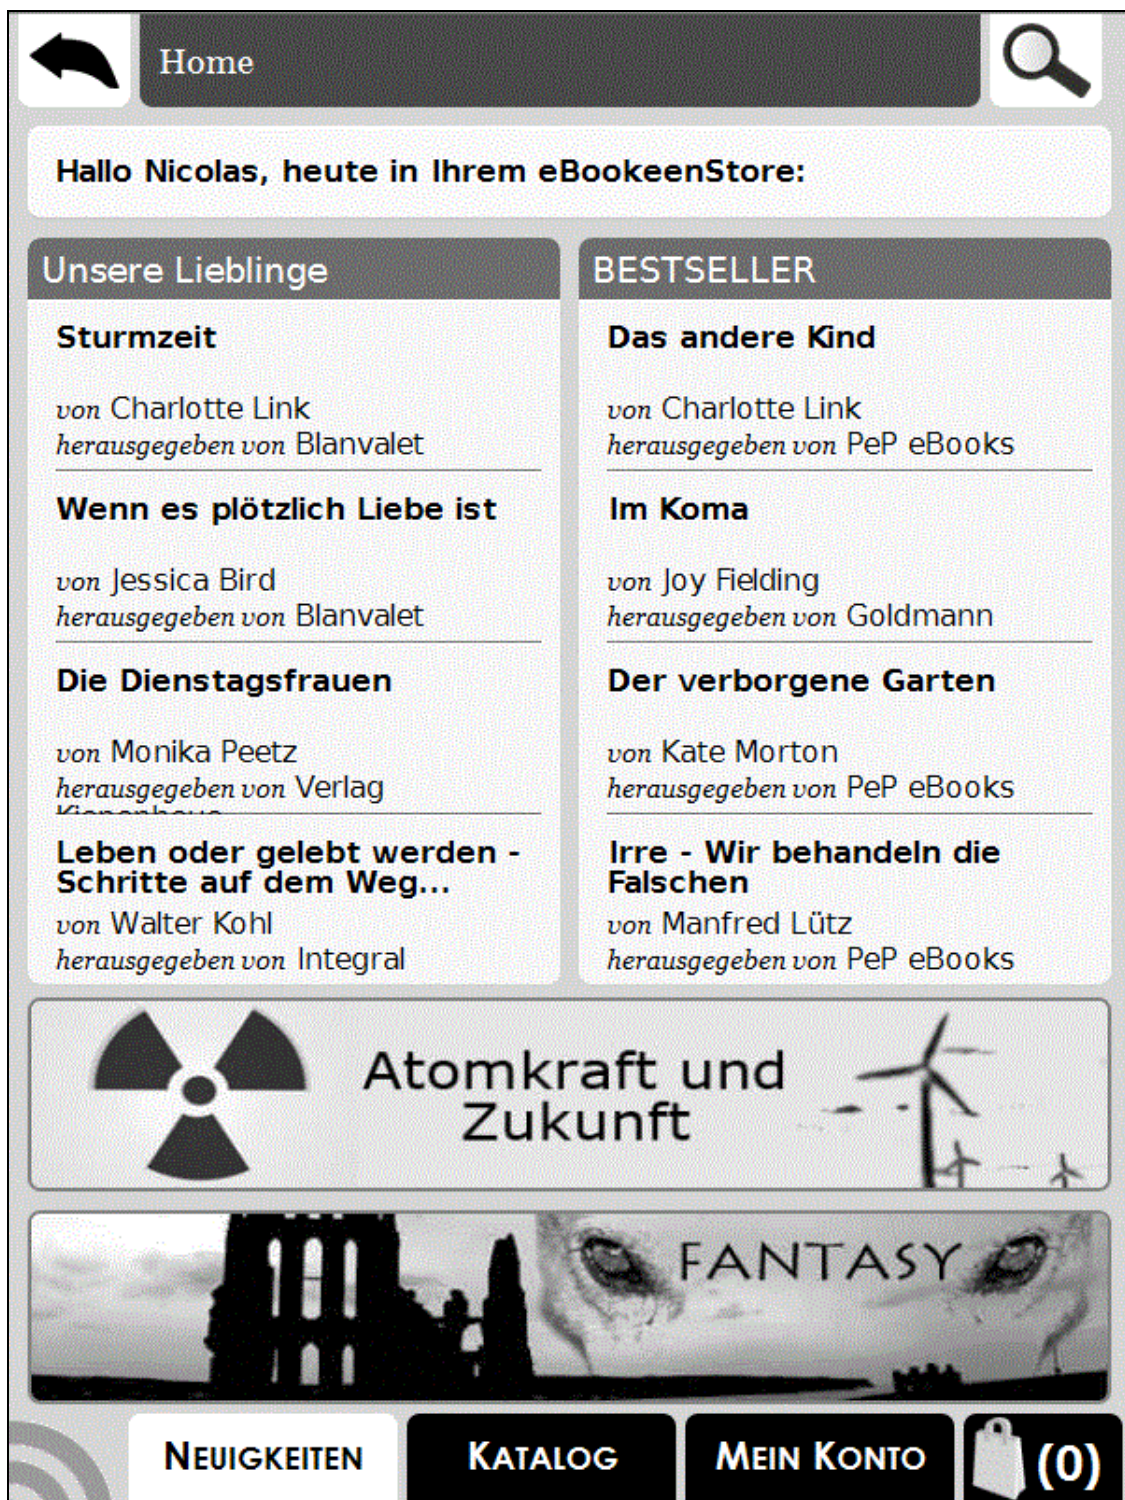 Home
Hallo Nicolas, heute in Ihrem eBookeenStore:
Unsere Lieblinge
Sturmzeit
von Charlotte Link
herausgegeben von Blanvalet
Wenn es plötzlich Liebe ist
von Jessica Bird
herausgegeben von Blanvalet
Die Dienstagsfrauen
von Monika Peetz
herausgegeben von Verlag
Leben oder gelebt werden -
Schritte auf dem Weg...
von Walter Kohl
herausgegeben von Integral
BESTSELLER
Das andere Kind
von Charlotte Link
herausgegeben von PeP eBooks
Im Koma
von Joy Fielding
herausgegeben von Goldmann
Der verborgene Garten
von Kate Morton
herausgegeben von PeP eBooks
Irre - Wir behandeln die
Falschen
von Manfred Lütz
herausgegeben von PeP eBooks
Atomkraft und
Zukunft
FANTASY
NEUIGKEITEN
KATALOG
MEIN KONTO
(0)